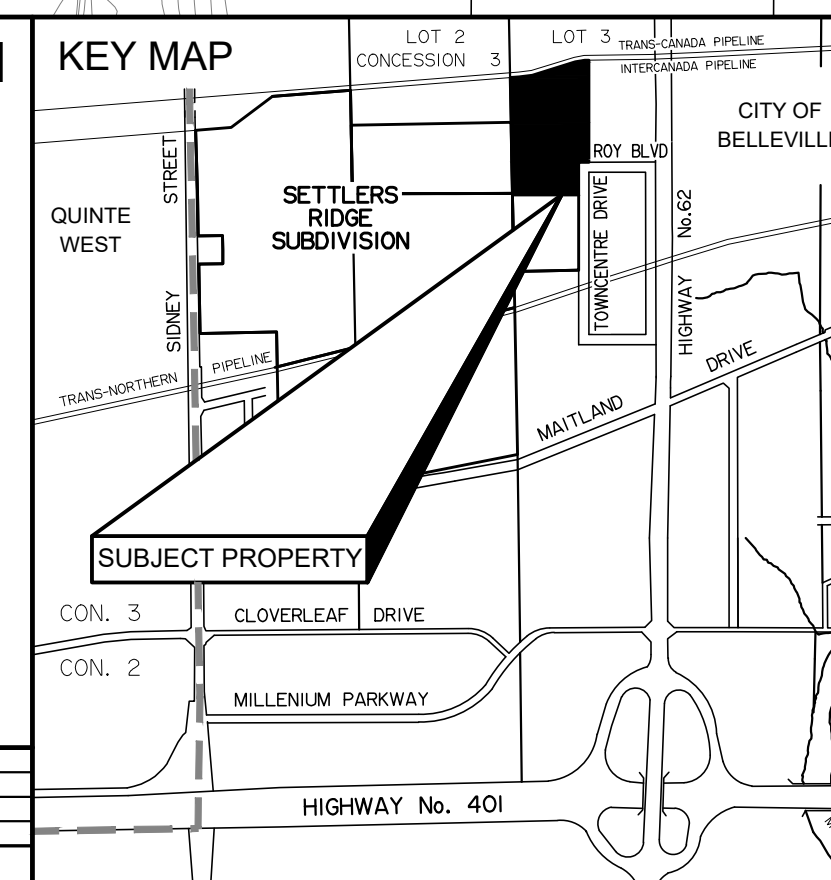 KEY MAP
LOT 2
CONCESSION 3
LOT 3
TRANS-CANADA PIPELINE
INTERCANADA PIPELINE
CITY OF
BELLEVILL
ROY BLVD
STREET
SIDNEY
QUINTE
WEST
SETTLERS
RIDGE
SUBDIVISION
TOWNCENTRE DRIVE
HIGHWAY No.62
TRANS-NORTHERN PIPELINE
MAITLAND DRIVE
SUBJECT PROPERTY
CON. 3
CLOVERLEAF DRIVE
CON. 2
MILLENIUM PARKWAY
HIGHWAY No. 401